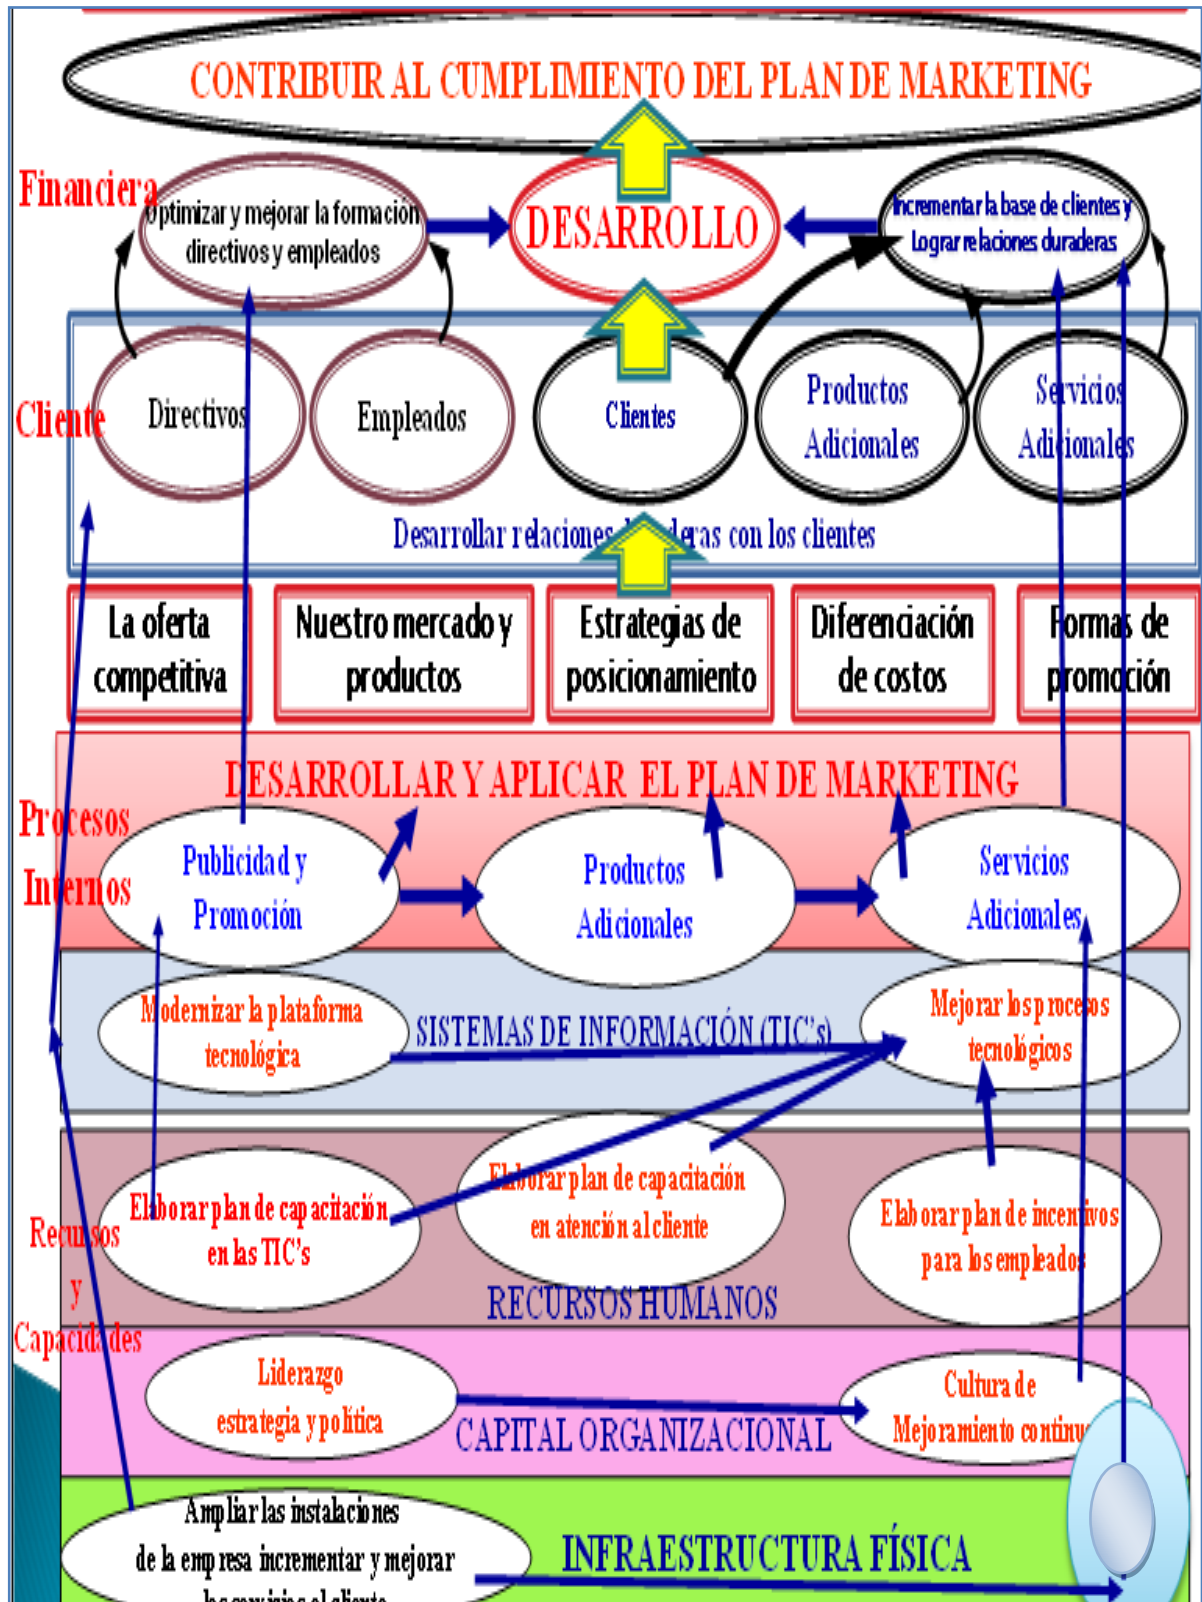 CONTRIBUIR AL CUMPLIMIENTO DEL PLAN DE MARKETING
Financiera
Optimizar y mejorar la formación
directivos y empleados
DESARROLLO
Incrementar la base de clientes y
Lograr relaciones duraderas
Cliente
Directivos
Empleados
Clientes
Productos
Adicionales
Servicios
Adicionales
Desarrollar relaciones duraderas con los clientes
La oferta
competitiva
Nuestro mercado y
productos
Estrategias de
posicionamiento
Diferenciación
de costos
Formas de
promoción
DESARROLLAR Y APLICAR EL PLAN DE MARKETING
Procesos
Internos
Publicidad y
Promoción
Productos
Adicionales
Servicios
Adicionales
Modernizar la plataforma
tecnológica
SISTEMAS DE INFORMACIÓN (TIC's)
Mejorar los procesos
tecnológicos
Recursos
y
Capacidades
Elaborar plan de capacitación
en las TIC's
Elaborar plan de capacitación
en atención al cliente
Elaborar plan de incentivos
para los empleados
RECURSOS HUMANOS
Liderazgo
estrategia y política
CAPITAL ORGANIZACIONAL
Cultura de
Mejoramiento continuo
Ampliar las instalaciones
de la empresa incrementar y mejorar
los servicios al cliente
INFRAESTRUCTURA FÍSICA